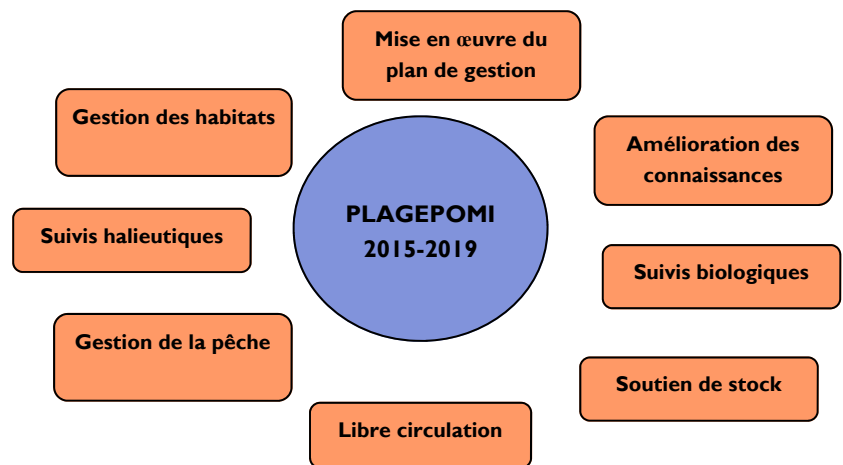 Mise en œuvre du
plan de gestion
Gestion des habitats
Amélioration des
connaissances
PLAGEPOMI
2015-2019
Suivis halieutiques
Suivis biologiques
Gestion de la pêche
Soutien de stock
Libre circulation